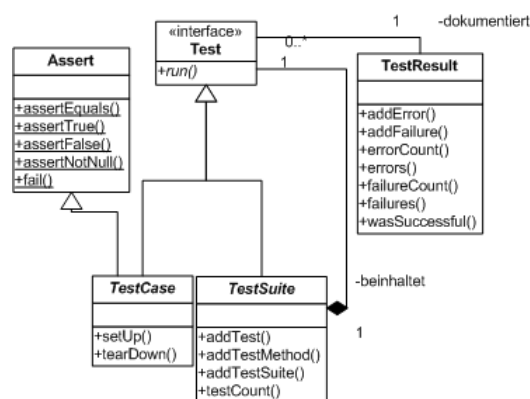 «interface»
Test
+run()
1
-dokumentiert
0..*
1
Assert
+assertEquals()
+assertTrue()
+assertFalse()
+assertNotNull()
+fail()
TestResult
+addError()
+addFailure()
+errorCount()
+errors()
+failureCount()
+failures()
+wasSuccessful()
TestCase
+setUp()
+tearDown()
TestSuite
+addTest()
+addTestMethod()
+addTestSuite()
+testCount()
-beinhaltet
1